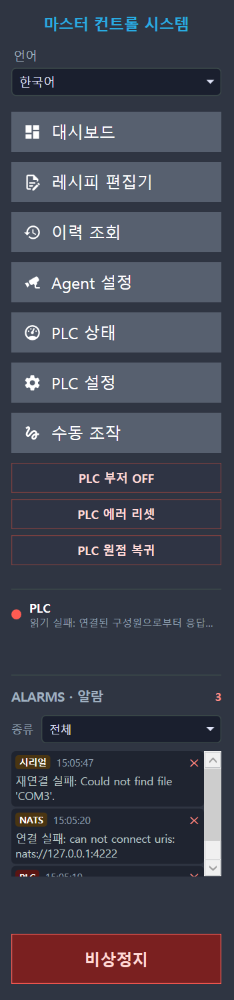 마스터 컨트롤 시스템
언어
한국어
대시보드
레시피 편집기
이력 조회
Agent 설정
PLC 상태
PLC 설정
수동 조작
PLC 부저 OFF
PLC 에러 리셋
PLC 원점 복귀
PLC
읽기 실패: 연결된 구성원으로부터 응답...
ALARMS · 알람 3
종류 전체
시리얼 15:05:47
재연결 실패: Could not find file
'COM3'.
NATS 15:05:20
연결 실패: can not connect uris:
nats://127.0.0.1:4222
PLC
비상정지